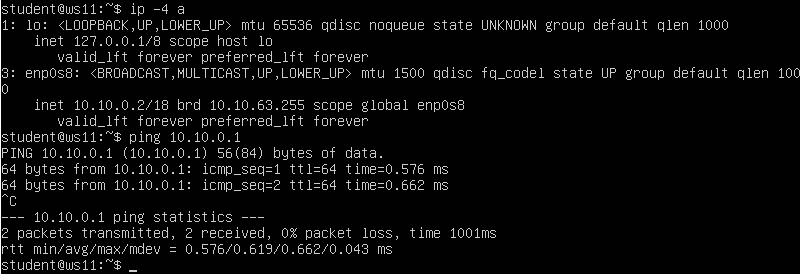 student@ws11:~$ ip -4 a
1: lo: <LOOPBACK,UP,LOWER_UP> mtu 65536 qdisc noqueue state UNKNOWN group default qlen 1000
    inet 127.0.0.1/8 scope host lo
       valid_lft forever preferred_lft forever
3: enp0s8: <BROADCAST,MULTICAST,UP,LOWER_UP> mtu 1500 qdisc fq_codel state UP group default qlen 100
0
    inet 10.10.0.2/18 brd 10.10.63.255 scope global enp0s8
       valid_lft forever preferred_lft forever
student@ws11:~$ ping 10.10.0.1
PING 10.10.0.1 (10.10.0.1) 56(84) bytes of data.
64 bytes from 10.10.0.1: icmp_seq=1 ttl=64 time=0.576 ms
64 bytes from 10.10.0.1: icmp_seq=2 ttl=64 time=0.662 ms
^C
--- 10.10.0.1 ping statistics ---
2 packets transmitted, 2 received, 0% packet loss, time 1001ms
rtt min/avg/max/mdev = 0.576/0.619/0.662/0.043 ms
student@ws11:~$ _